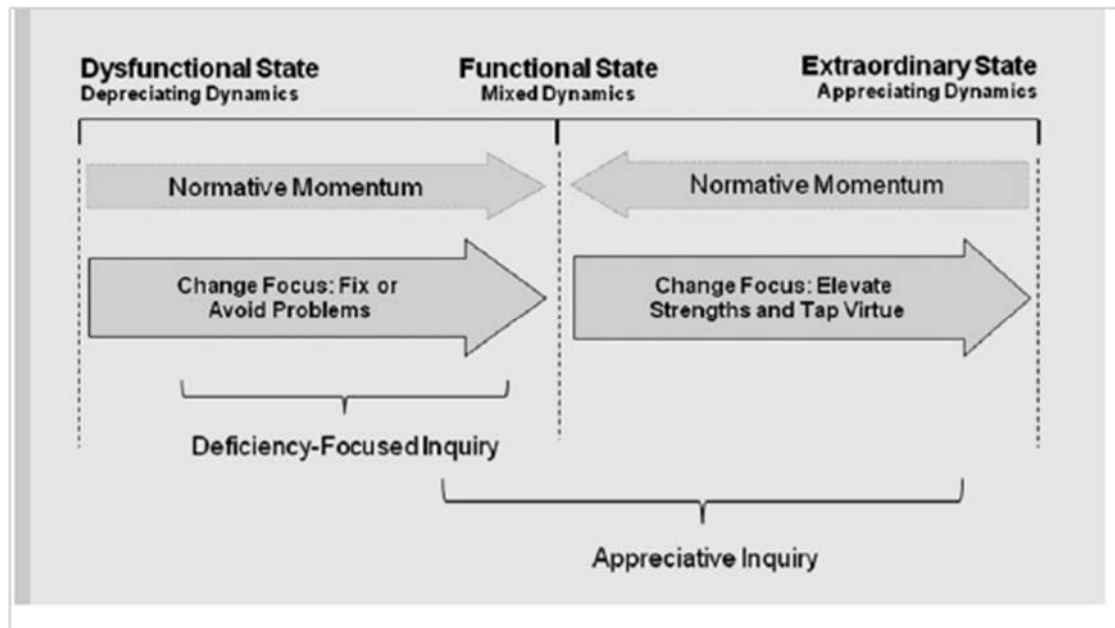 Dysfunctional State
Depreciating Dynamics
Functional State
Mixed Dynamics
Extraordinary State
Appreciating Dynamics
Normative Momentum
Normative Momentum
Change Focus: Fix or
Avoid Problems
Change Focus: Elevate
Strengths and Tap Virtue
Deficiency-Focused Inquiry
Appreciative Inquiry